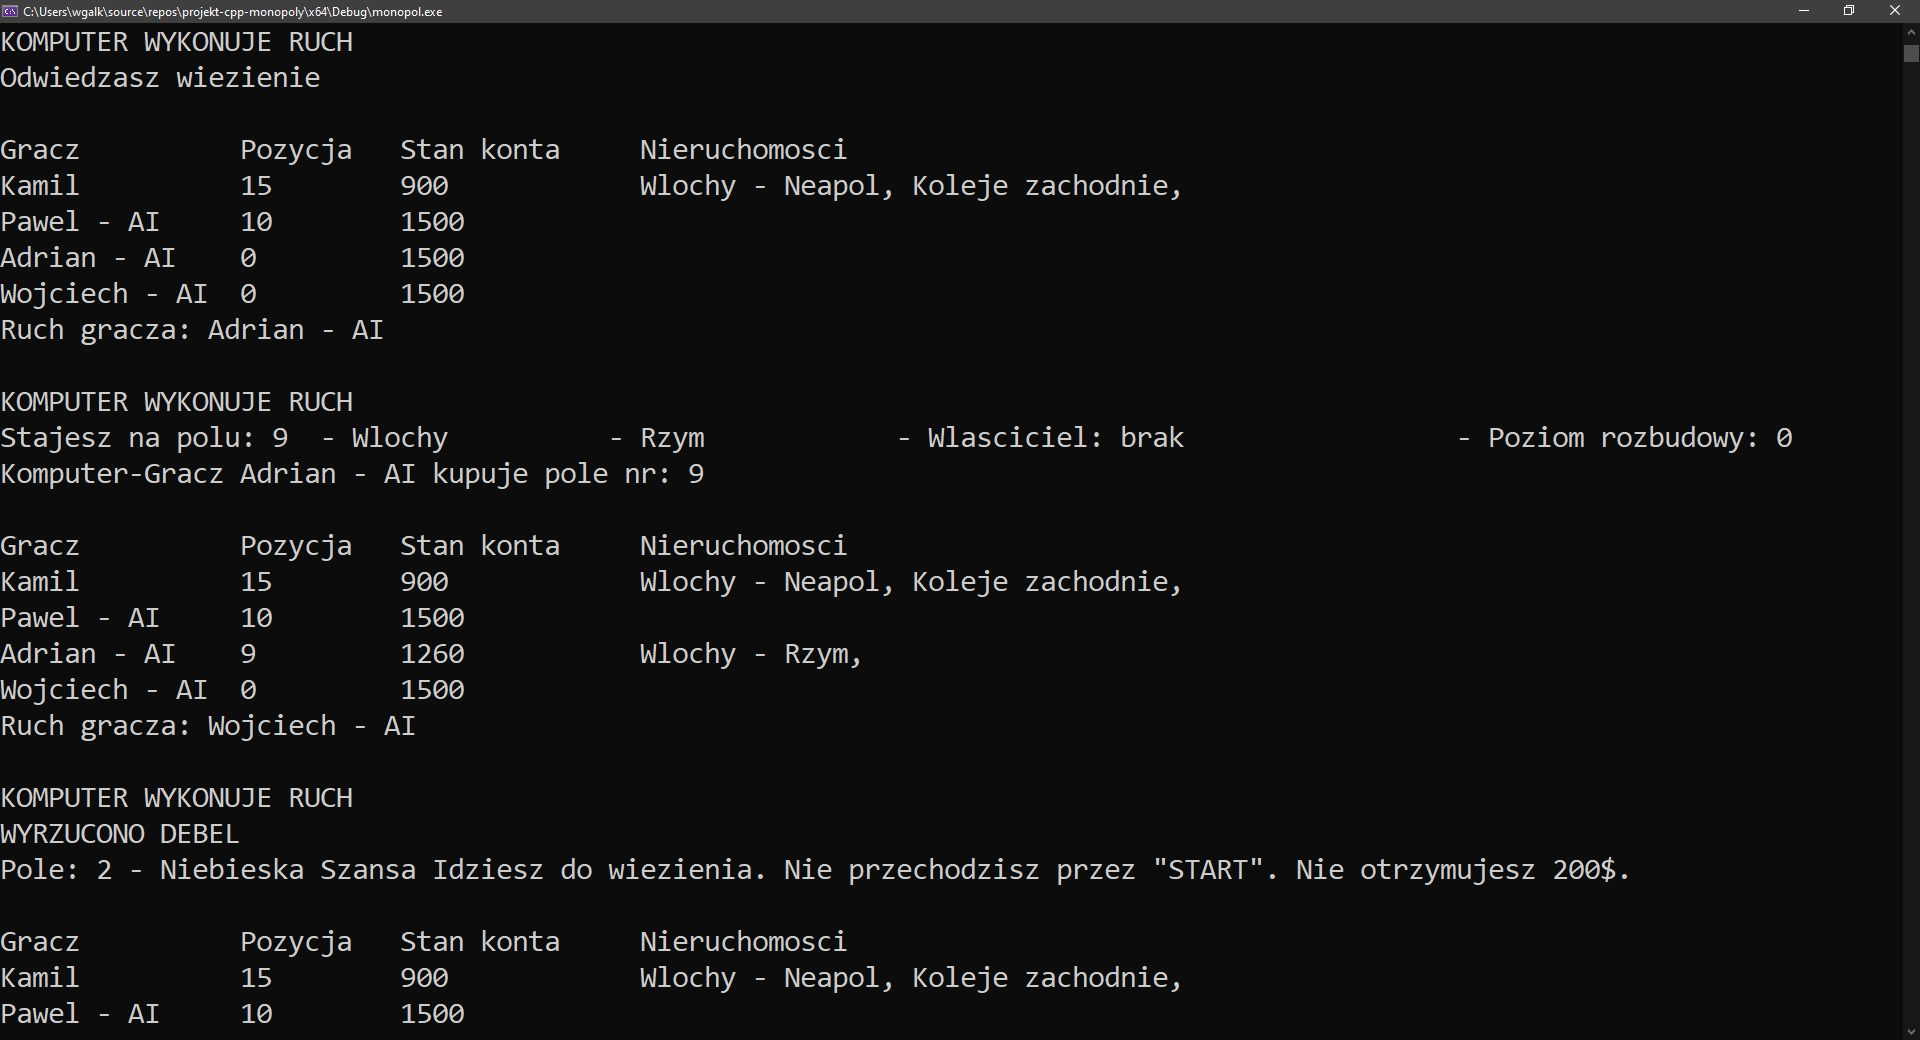 C:\Users\wgalk\source\repos\projekt-cpp-monopoly\x64\Debug\monopol.exe
KOMPUTER WYKONUJE RUCH
Odwiedzasz wiezienie
Gracz Pozycja Stan konta Nieruchomosci
Kamil 15 900 Wlochy - Neapol, Koleje zachodnie,
Pawel - AI 10 1500
Adrian - AI 0 1500
Wojciech - AI 0 1500
Ruch gracza: Adrian - AI
KOMPUTER WYKONUJE RUCH
Stajesz na polu: 9 - Wlochy - Rzym - Wlasciciel: brak - Poziom rozbudowy: 0
Komputer-Gracz Adrian - AI kupuje pole nr: 9
Gracz Pozycja Stan konta Nieruchomosci
Kamil 15 900 Wlochy - Neapol, Koleje zachodnie,
Pawel - AI 10 1500
Adrian - AI 9 1260 Wlochy - Rzym,
Wojciech - AI 0 1500
Ruch gracza: Wojciech - AI
KOMPUTER WYKONUJE RUCH
WYRZUCONO DEBEL
Pole: 2 - Niebieska Szansa Idziesz do wiezienia. Nie przechodzisz przez "START". Nie otrzymujesz 200$.
Gracz Pozycja Stan konta Nieruchomosci
Kamil 15 900 Wlochy - Neapol, Koleje zachodnie,
Pawel - AI 10 1500